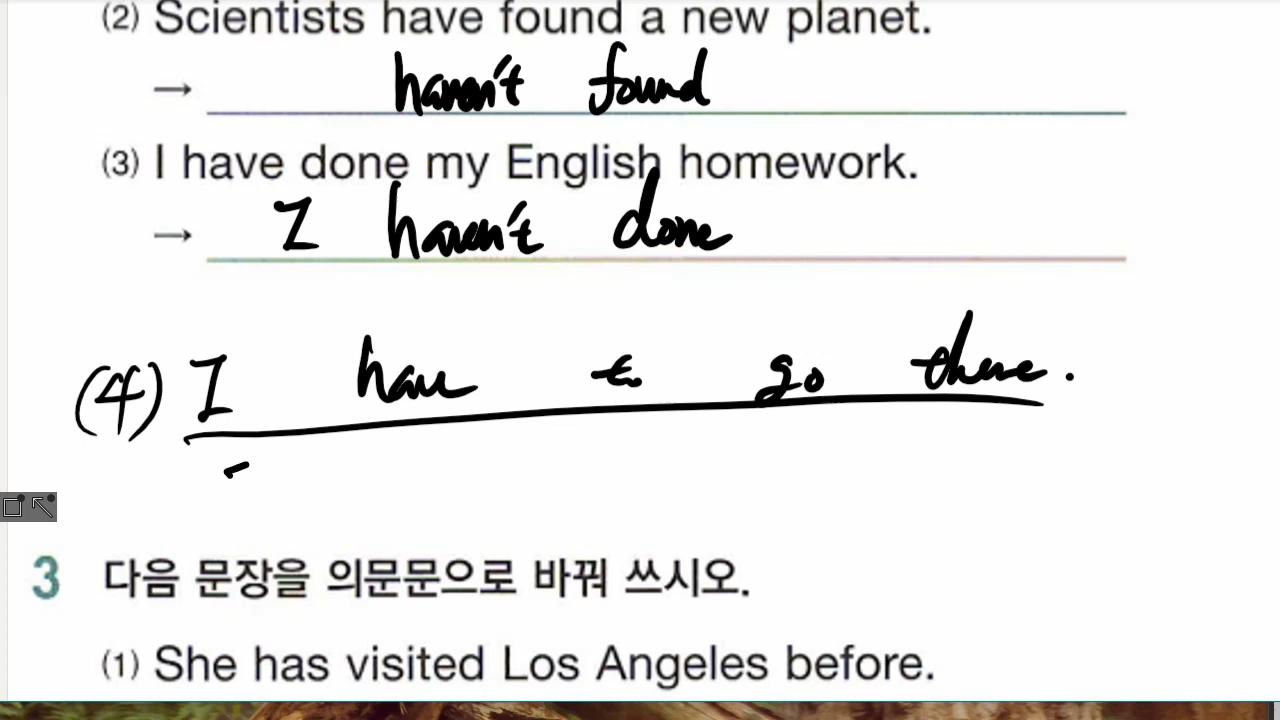 (2) Scientists have found a new planet.
→ haven't found
(3) I have done my English homework.
→ I haven't done
(4) I have to go there.
3 다음 문장을 의문문으로 바꿔 쓰시오.
(1) She has visited Los Angeles before.